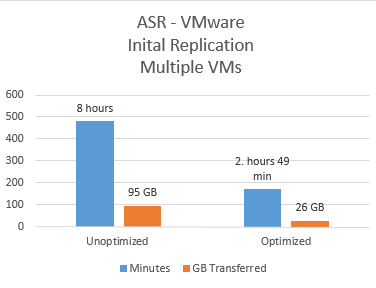 ASR - VMware
Inital Replication
Multiple VMs
600
500
400
300
200
100
0
8 hours
95 GB
2. hours 49
min
26 GB
Unoptimized
Optimized
Minutes
GB Transferred